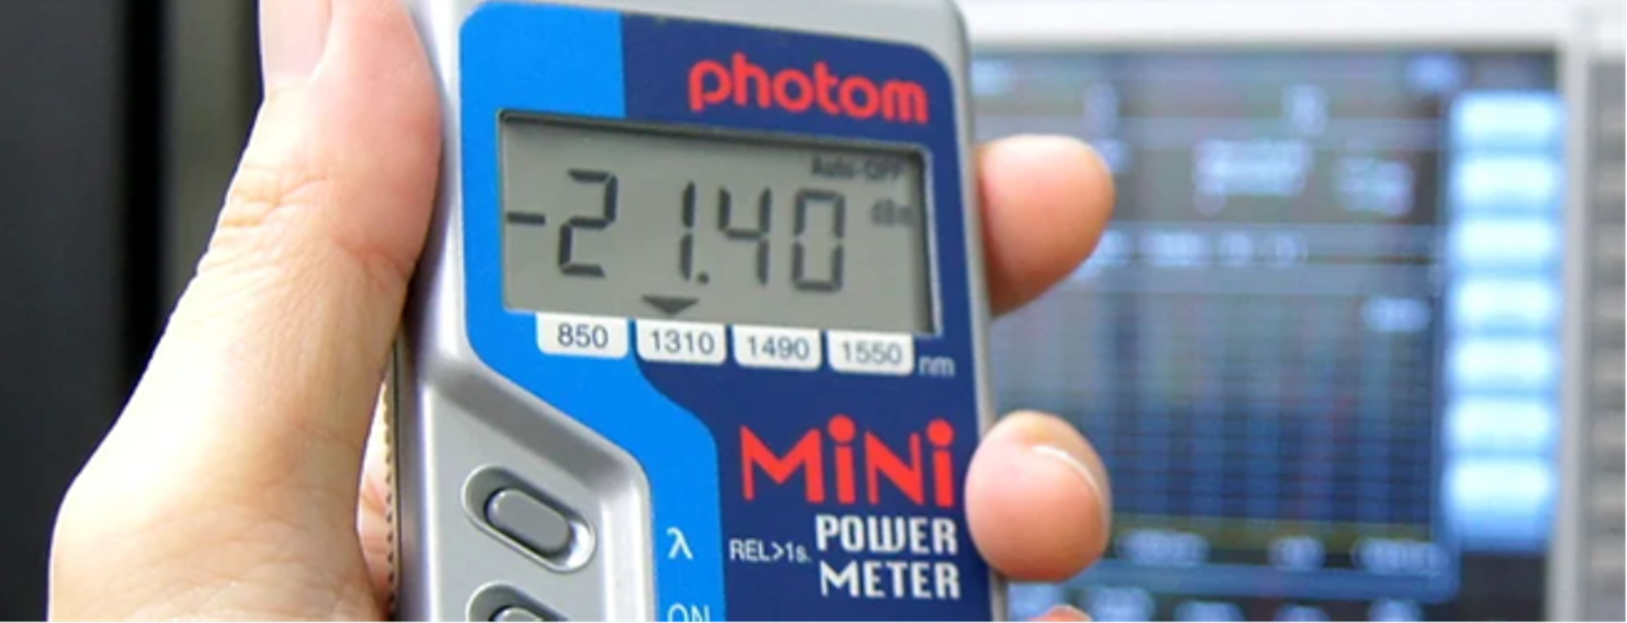 photom
Auto-OFF
-21.40 dBm
850 1310 1490 1550 nm
MiNi
POWER
REL>1s.
METER
λ
ON